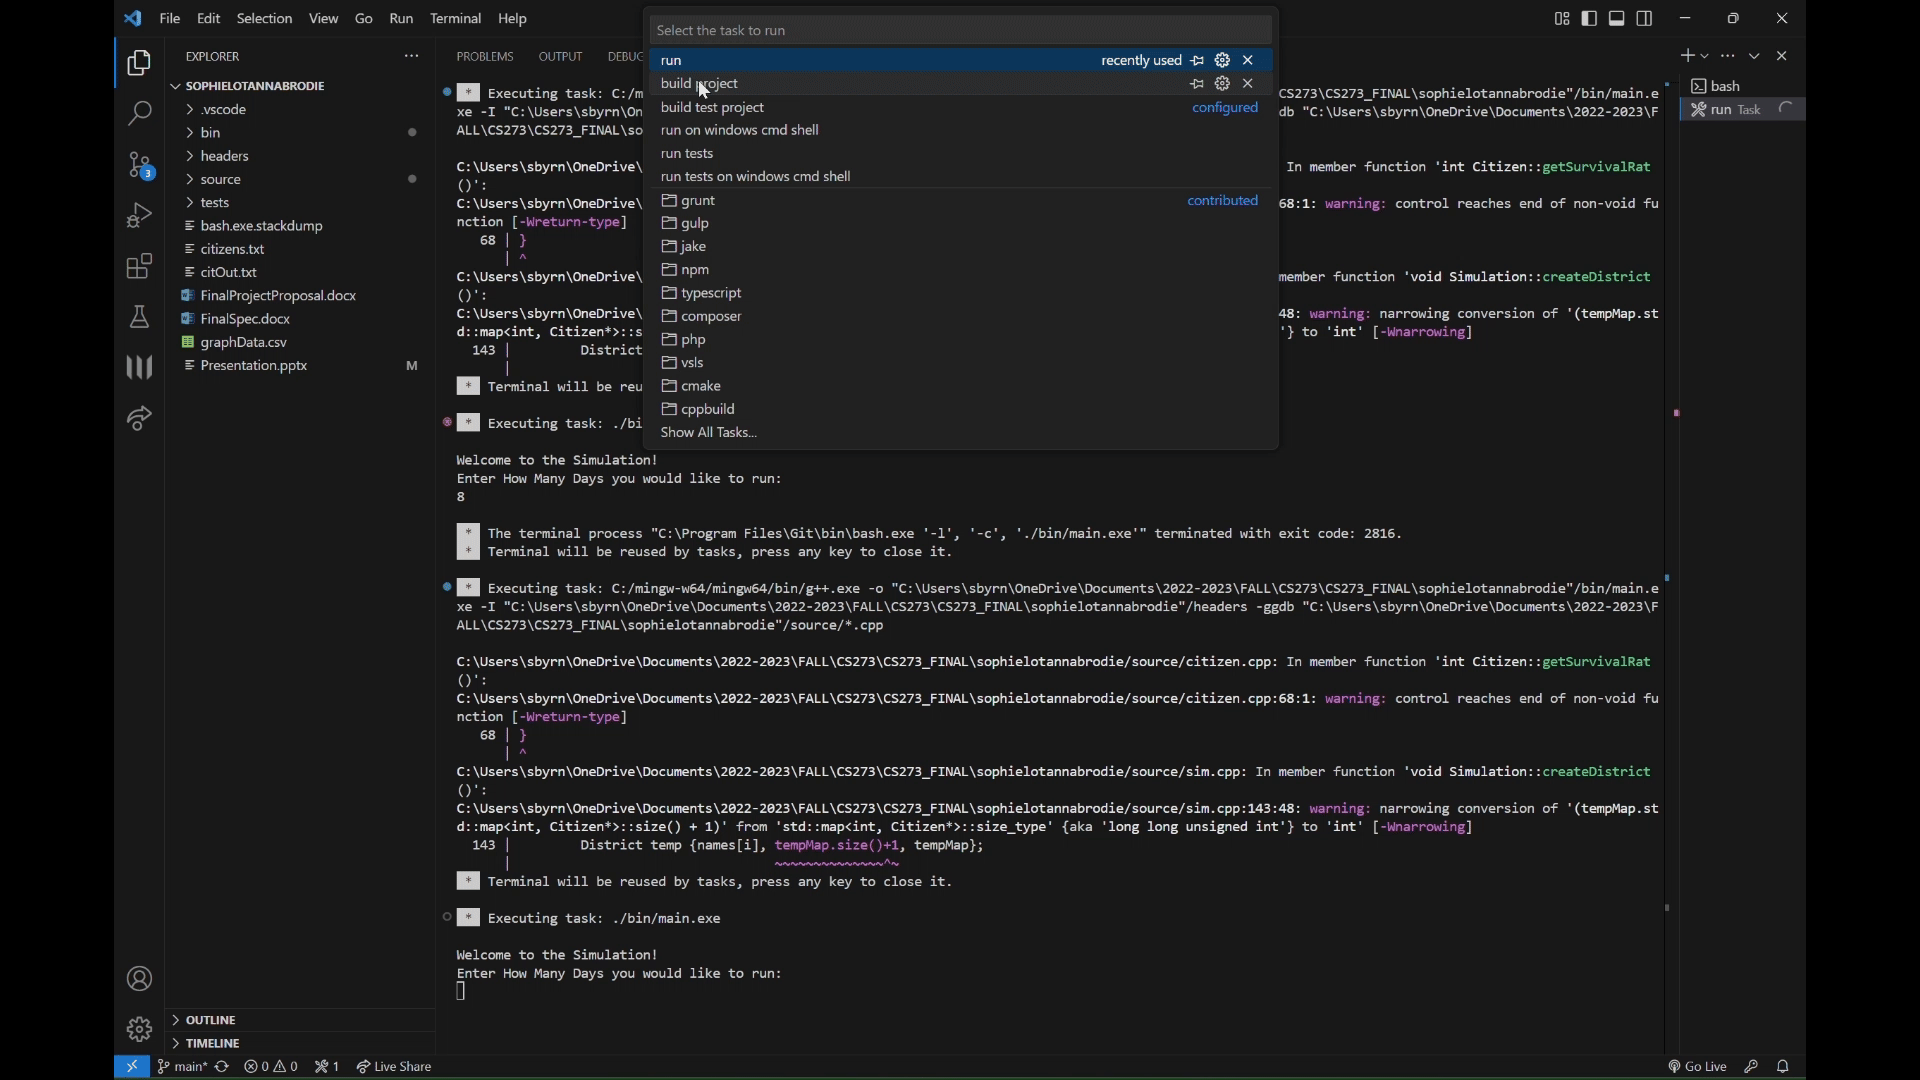 File Edit Selection View Go Run Terminal Help
Select the task to run
run recently used
build project
build test project configured
run on windows cmd shell
run tests
run tests on windows cmd shell
grunt contributed
gulp
jake
npm
typescript
composer
php
vsls
cmake
cppbuild
Show All Tasks...
EXPLORER
SOPHIELOTANNABRODIE
.vscode
bin
headers
source
tests
bash.exe.stackdump
citizens.txt
citOut.txt
FinalProjectProposal.docx
FinalSpec.docx
graphData.csv
Presentation.pptx M
OUTLINE
TIMELINE
3
PROBLEMS OUTPUT DEBUG
* Executing task: C:/m CS273\CS273_FINAL\sophielotannabrodie"/bin/main.e
xe -I "C:\Users\sbyrn\On db "C:\Users\sbyrn\OneDrive\Documents\2022-2023\F
ALL\CS273\CS273_FINAL\so
C:\Users\sbyrn\OneDrive\ In member function 'int Citizen::getSurvivalRat
()':
C:\Users\sbyrn\OneDrive\ 68:1: warning: control reaches end of non-void fu
nction [-Wreturn-type]
68 | }
| ^
C:\Users\sbyrn\OneDrive\ member function 'void Simulation::createDistrict
()':
C:\Users\sbyrn\OneDrive\ 48: warning: narrowing conversion of '(tempMap.st
d::map<int, Citizen*>::s '} to 'int' [-Wnarrowing]
143 | District
|
* Terminal will be reu
* Executing task: ./bi
Welcome to the Simulation!
Enter How Many Days you would like to run:
8
* The terminal process "C:\Program Files\Git\bin\bash.exe '-l', '-c', './bin/main.exe'" terminated with exit code: 2816.
* Terminal will be reused by tasks, press any key to close it.
* Executing task: C:/mingw-w64/mingw64/bin/g++.exe -o "C:\Users\sbyrn\OneDrive\Documents\2022-2023\FALL\CS273\CS273_FINAL\sophielotannabrodie"/bin/main.e
xe -I "C:\Users\sbyrn\OneDrive\Documents\2022-2023\FALL\CS273\CS273_FINAL\sophielotannabrodie"/headers -ggdb "C:\Users\sbyrn\OneDrive\Documents\2022-2023\F
ALL\CS273\CS273_FINAL\sophielotannabrodie"/source/*.cpp
C:\Users\sbyrn\OneDrive\Documents\2022-2023\FALL\CS273\CS273_FINAL\sophielotannabrodie/source/citizen.cpp: In member function 'int Citizen::getSurvivalRat
()':
C:\Users\sbyrn\OneDrive\Documents\2022-2023\FALL\CS273\CS273_FINAL\sophielotannabrodie/source/citizen.cpp:68:1: warning: control reaches end of non-void fu
nction [-Wreturn-type]
68 | }
| ^
C:\Users\sbyrn\OneDrive\Documents\2022-2023\FALL\CS273\CS273_FINAL\sophielotannabrodie/source/sim.cpp: In member function 'void Simulation::createDistrict
()':
C:\Users\sbyrn\OneDrive\Documents\2022-2023\FALL\CS273\CS273_FINAL\sophielotannabrodie/source/sim.cpp:143:48: warning: narrowing conversion of '(tempMap.st
d::map<int, Citizen*>::size() + 1)' from 'std::map<int, Citizen*>::size_type' {aka 'long long unsigned int'} to 'int' [-Wnarrowing]
143 | District temp {names[i], tempMap.size()+1, tempMap};
| ~~~~~~~~~~~~~~^~
* Terminal will be reused by tasks, press any key to close it.
* Executing task: ./bin/main.exe
Welcome to the Simulation!
Enter How Many Days you would like to run:
bash
run Task
main* 0 0 1 Live Share Go Live